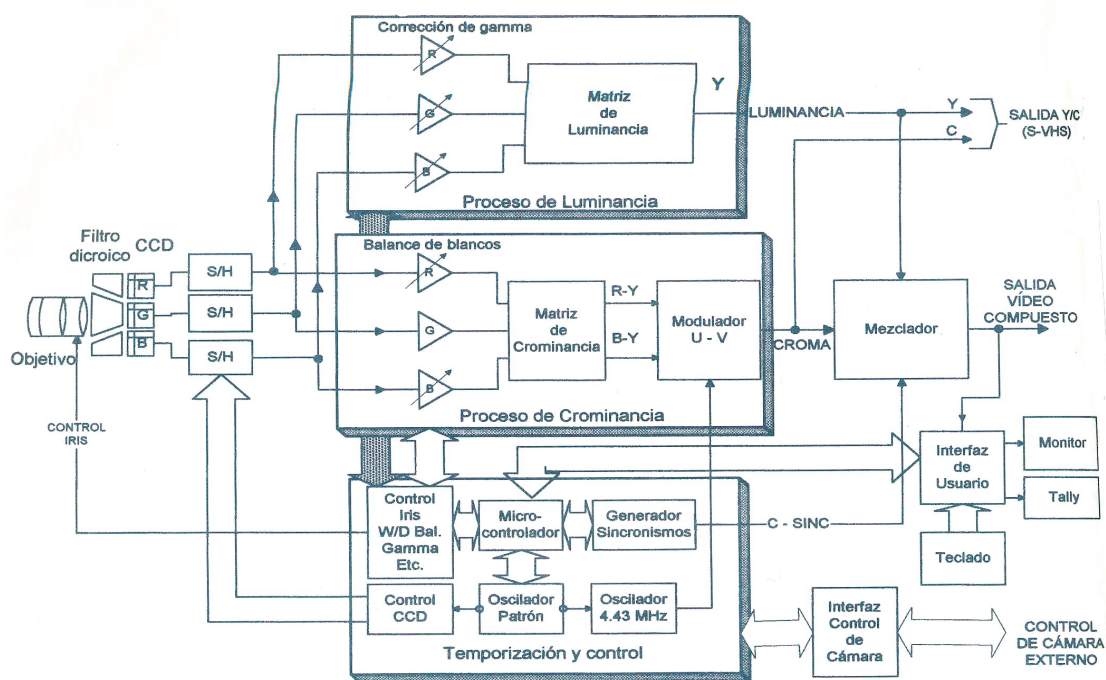 Corrección de gamma
R
G
B
Matriz
de
Luminancia
Y
LUMINANCIA
Y
C
SALIDA Y/C
(S-VHS)
Proceso de Luminancia
Filtro
dicroico
CCD
R
G
B
Objetivo
S/H
S/H
S/H
Balance de blancos
R
G
B
Matriz
de
Crominancia
R-Y
B-Y
Modulador
U - V
CROMA
Mezclador
SALIDA
VÍDEO
COMPUESTO
Proceso de Crominancia
CONTROL
IRIS
Interfaz
de
Usuario
Monitor
Tally
Teclado
Control
Iris
W/D Bal.
Gamma
Etc.
Micro-
controlador
Generador
Sincronismos
C - SINC
Control
CCD
Oscilador
Patrón
Oscilador
4.43 MHz
Temporización y control
Interfaz
Control
de
Cámara
CONTROL
DE CÁMARA
EXTERNO